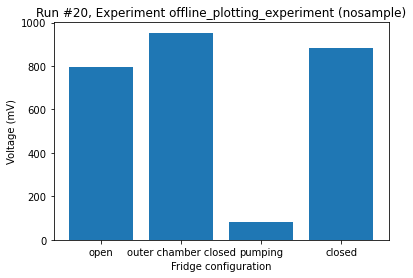 Run #20, Experiment offline_plotting_experiment (nosample)
1000
800
600
400
200
0
Voltage (mV)
open outer chamber closed pumping closed
Fridge configuration